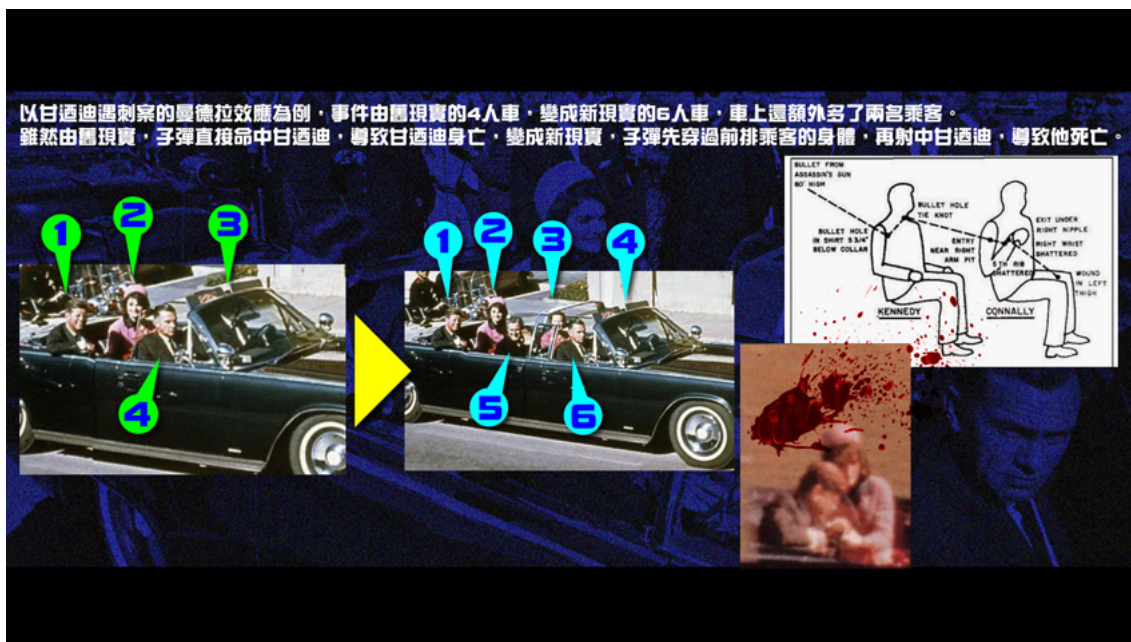 以甘迺迪遇刺案的曼德拉效應為例，事件由舊現實的4人車，變成新現實的6人車，車上還額外多了兩名乘客。
雖然由舊現實，子彈直接命中甘迺迪，導致甘迺迪身亡，變成新現實，子彈先穿過前排乘客的身體，再射中甘迺迪，導致他死亡。
1
2
3
4
1
2
3
4
5
6
BULLET FROM
ASSASSIN'S GUN
60' HIGH
BULLET HOLE
TIE KNOT
BULLET HOLE
IN SHIRT 5 3/4"
BELOW COLLAR
ENTRY
NEAR RIGHT
ARM PIT
EXIT UNDER
RIGHT NIPPLE
RIGHT WRIST
SHATTERED
5TH RIB
SHATTERED
WOUND
IN LEFT
THIGH
KENNEDY
CONNALLY